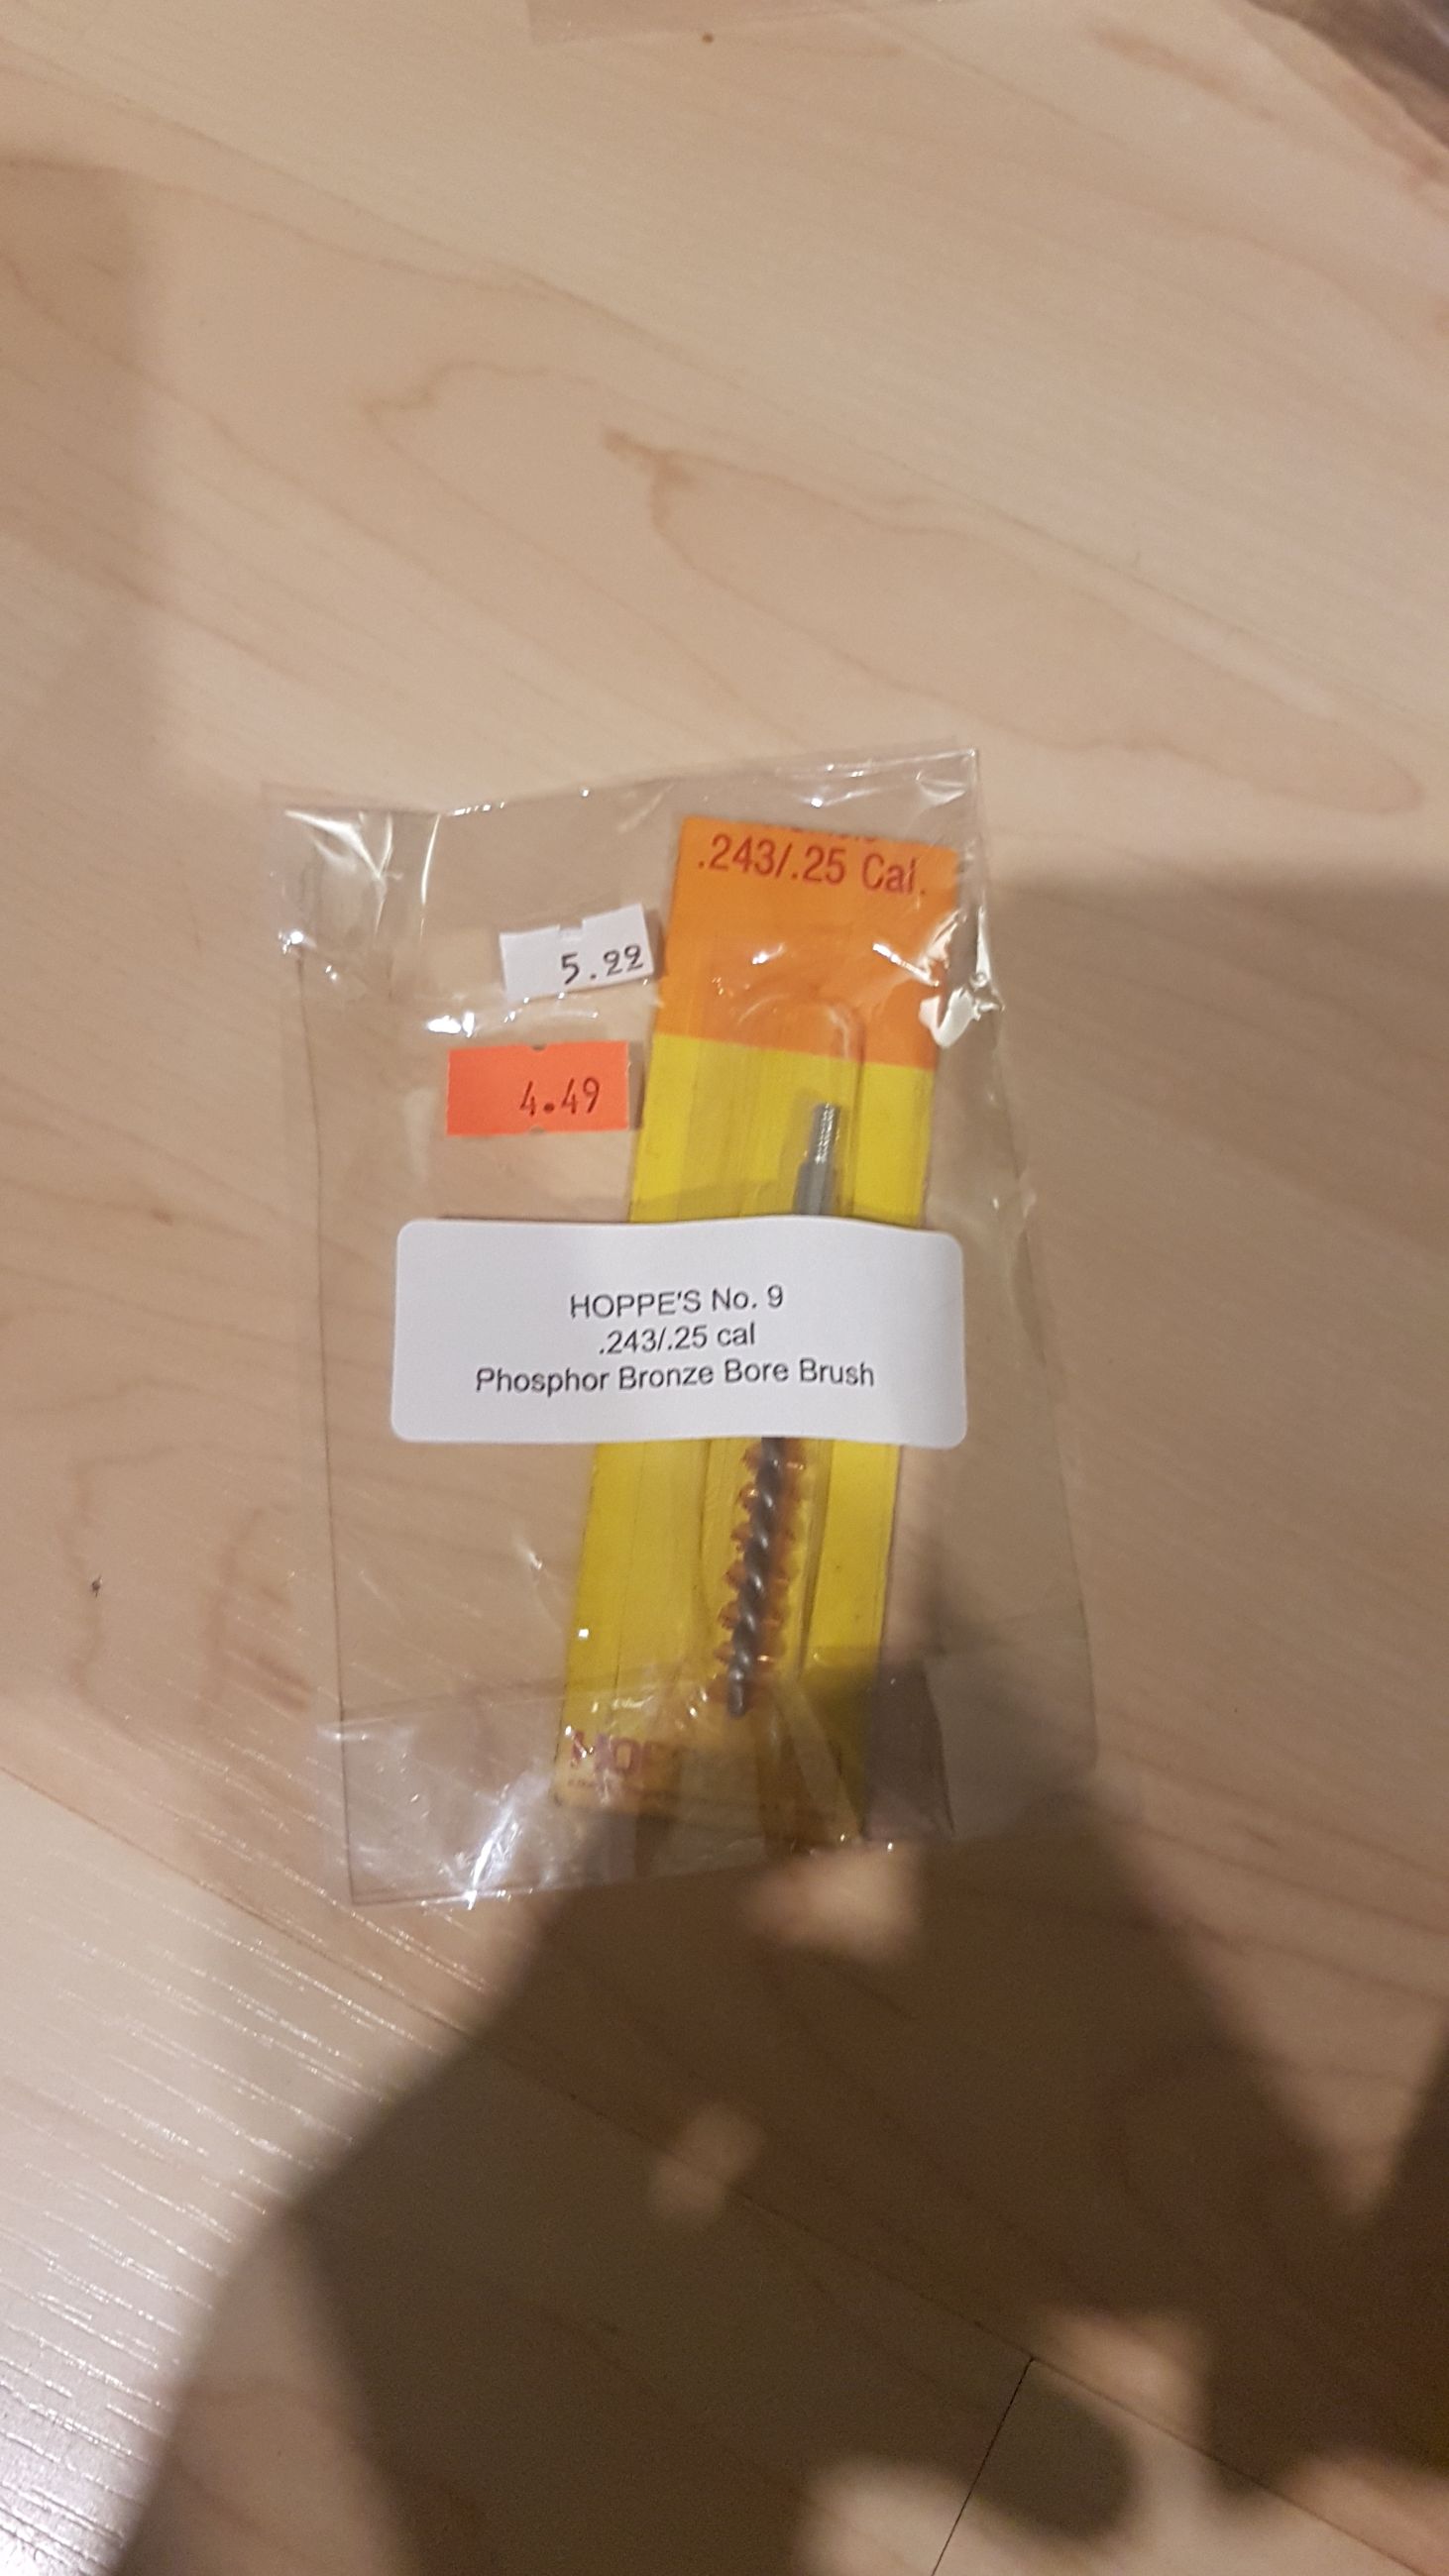 .243/.25 Cal.
5.22
4.49
HOPPE'S No. 9
.243/.25 cal
Phosphor Bronze Bore Brush